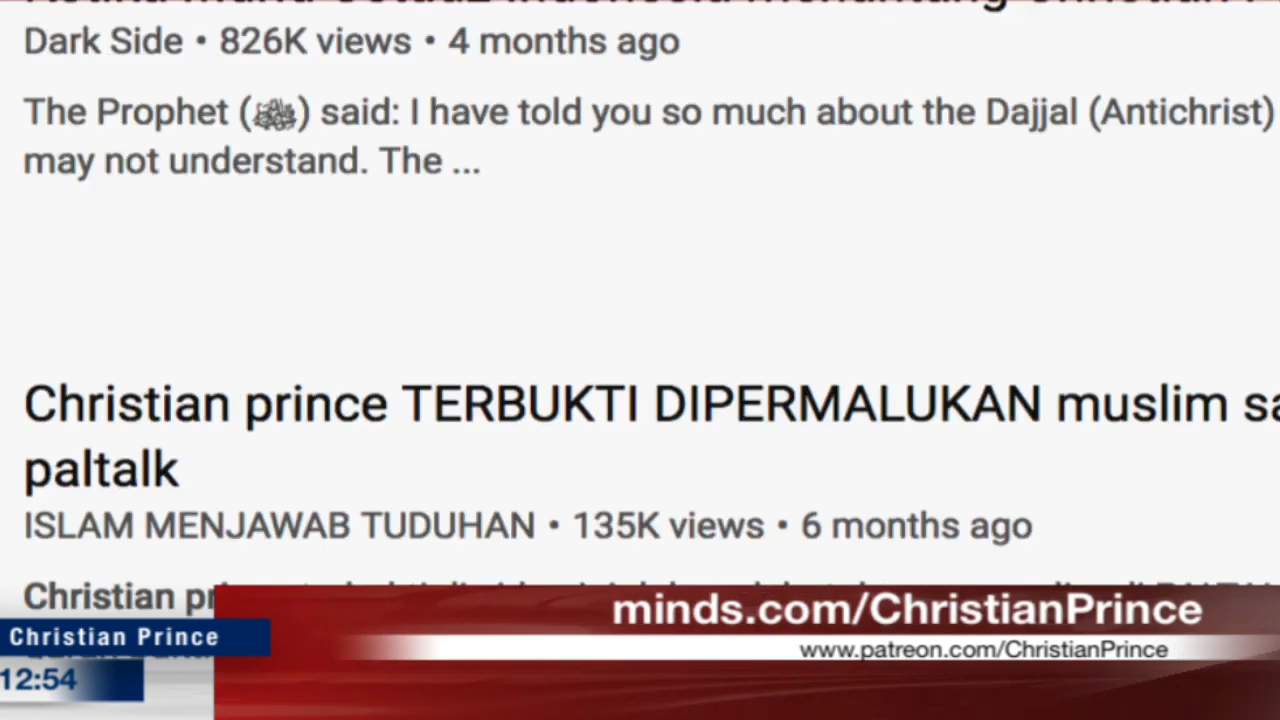 Dark Side • 826K views • 4 months ago
The Prophet (ﷺ) said: I have told you so much about the Dajjal (Antichrist)
may not understand. The ...
Christian prince TERBUKTI DIPERMALUKAN muslim
paltalk
ISLAM MENJAWAB TUDUHAN • 135K views • 6 months ago
Christian
minds.com/ChristianPrince
Christian Prince
www.patreon.com/ChristianPrince
12:54